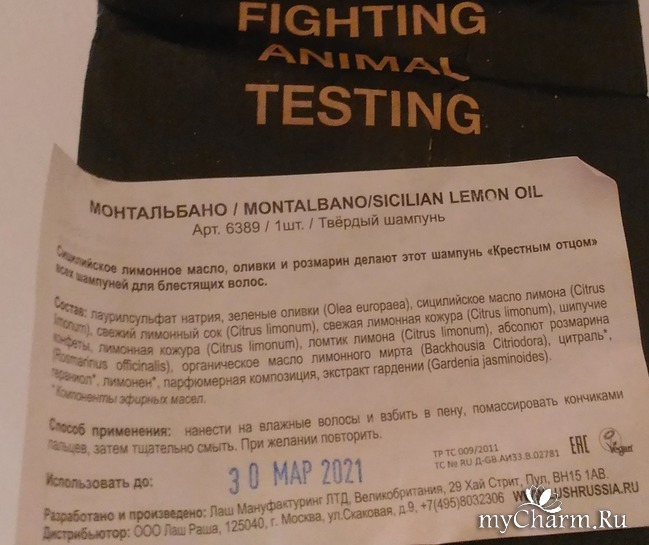 FIGHTING
ANIMAL
TESTING
МОНТАЛЬБАНО / MONTALBANO/SICILIAN LEMON OIL
Арт. 6389 / 1шт. / Твёрдый шампунь
Сицилийское лимонное масло, оливки и розмарин делают этот шампунь «Крестным отцом»
всех шампуней для блестящих волос.
Состав: лаурилсульфат натрия, зеленые оливки (Olea europaea), сицилийское масло лимона (Citrus
limonum), свежий лимонный сок (Citrus limonum), свежая лимонная кожура (Citrus limonum), шипучие
конфеты, лимонная кожура (Citrus limonum), ломтик лимона (Citrus limonum), абсолют розмарина
(Rosmarinus officinalis), органическое масло лимонного мирта (Backhousia Citriodora), цитраль*,
гераниол*, лимонен*, парфюмерная композиция, экстракт гардении (Gardenia jasminoides).
*Компоненты эфирных масел.
Способ применения: нанести на влажные волосы и взбить в пену, помассировать кончиками
пальцев, затем тщательно смыть. При желании повторить.
ТР ТС 009/2011
ТС № RU Д-GB.АИ33.В.02781
EAC
Vegan
Использовать до: 30 МАР 2021
Разработано и произведено: Лаш Мануфактуринг ЛТД, Великобритания, 29 Хай Стрит, Пул, BH15 1AB.
Дистрибьютор: ООО Лаш Раша, 125040, г. Москва, ул.Скаковая, д.9, +7(495)8032306 WWW.LUSHRUSSIA.RU
myCharm.Ru